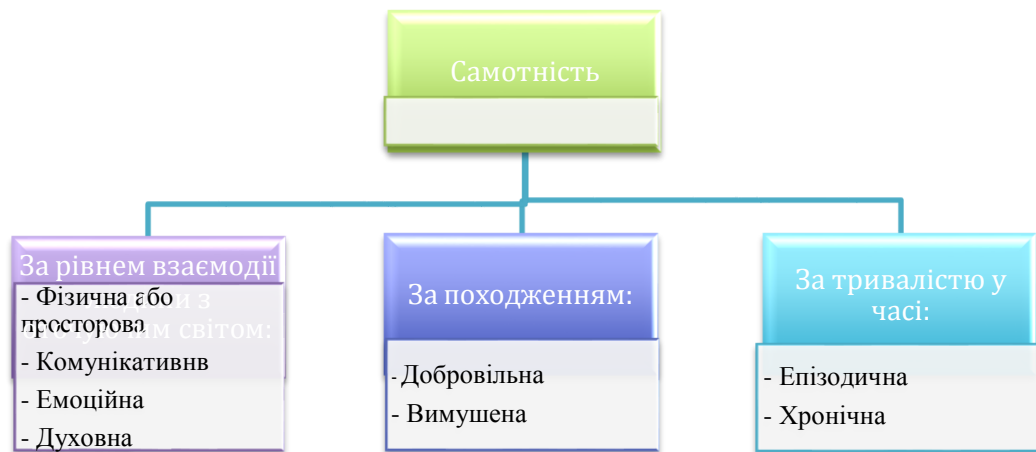 Самотність
За рівнем взаємодії
з
світом:
- Фізична або
просторова
- Комунікативнв
- Емоційна
- Духовна
За походженням:
- Добровільна
- Вимушена
За тривалістю у
часі:
- Епізодична
- Хронічна